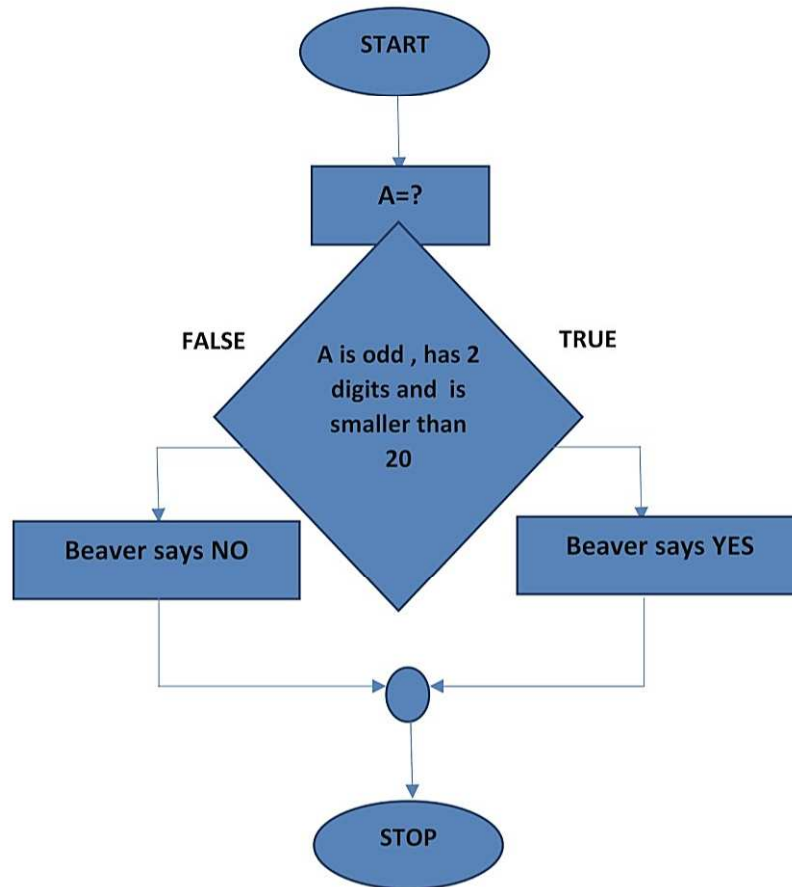 START
A=?
FALSE
TRUE
A is odd , has 2
digits and  is
smaller than
20
Beaver says NO
Beaver says YES
STOP